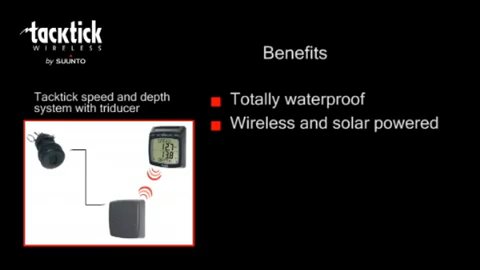 tacktick
WIRELESS
by SUUNTO
Benefits
Tacktick speed and depth
system with triducer
Totally waterproof
Wireless and solar powered